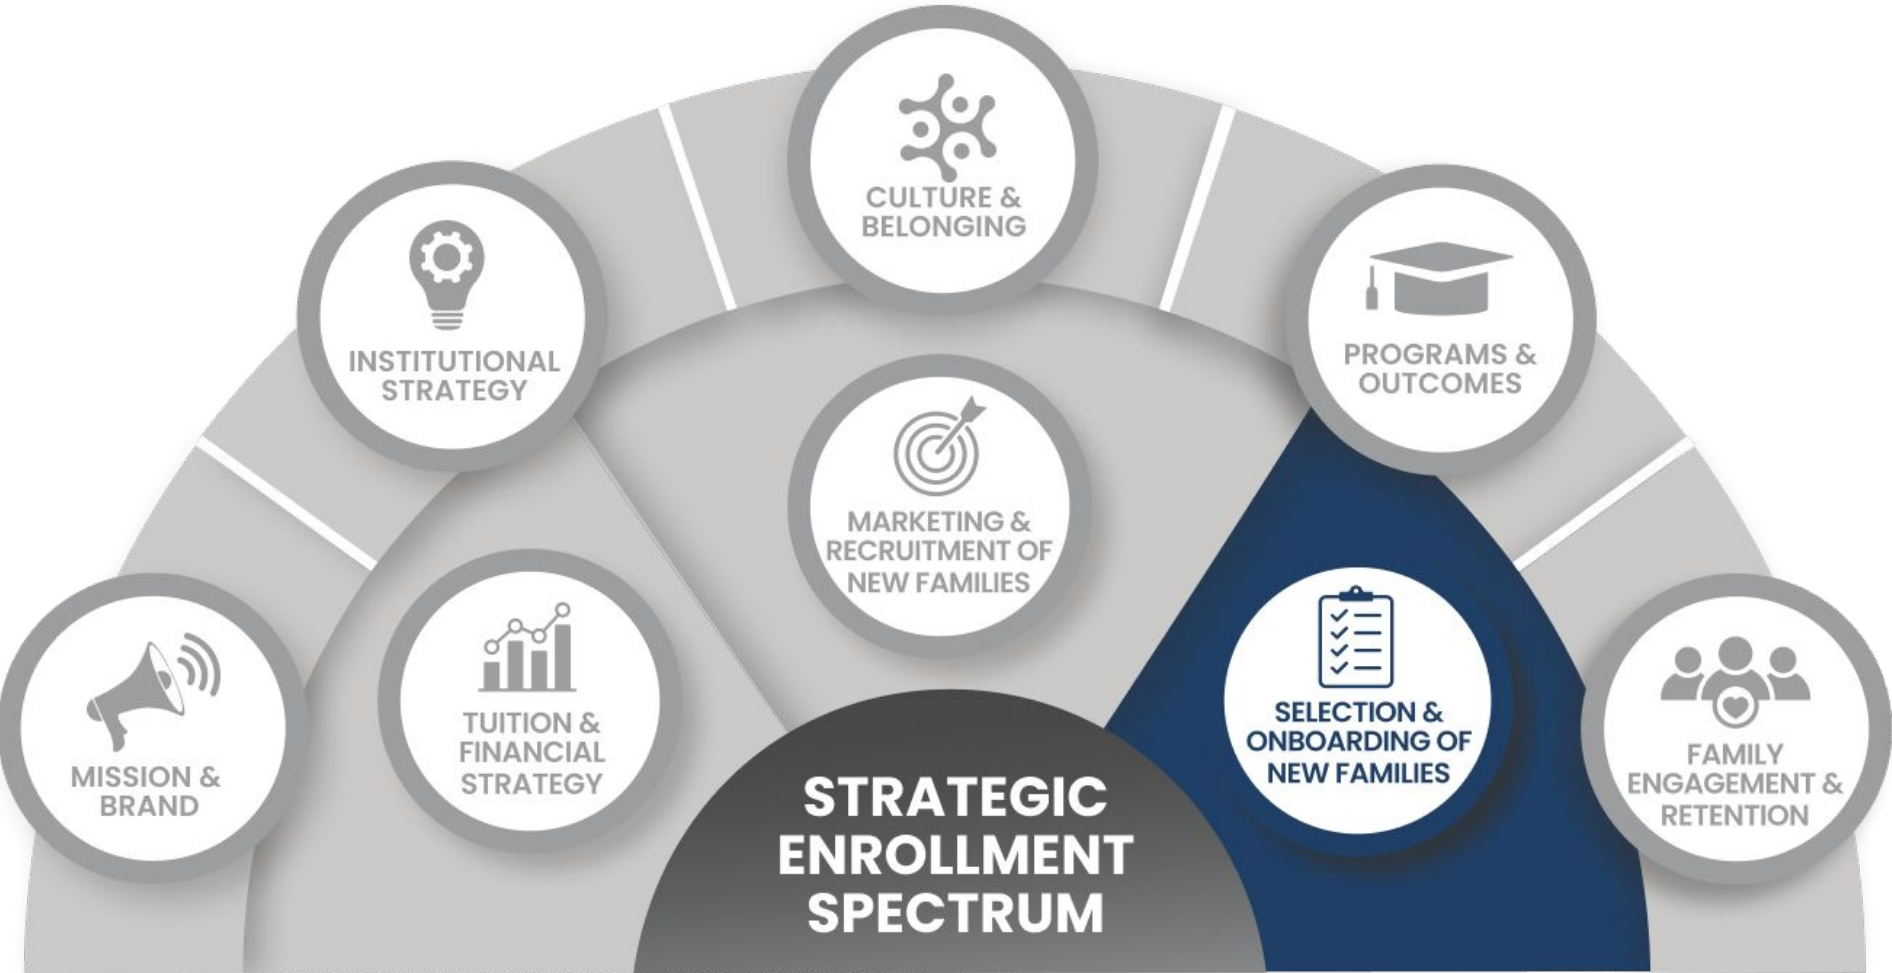 CULTURE &
BELONGING
INSTITUTIONAL
STRATEGY
PROGRAMS &
OUTCOMES
MARKETING &
RECRUITMENT OF
NEW FAMILIES
MISSION &
BRAND
TUITION &
FINANCIAL
STRATEGY
SELECTION &
ONBOARDING OF
NEW FAMILIES
FAMILY
ENGAGEMENT &
RETENTION
STRATEGIC
ENROLLMENT
SPECTRUM